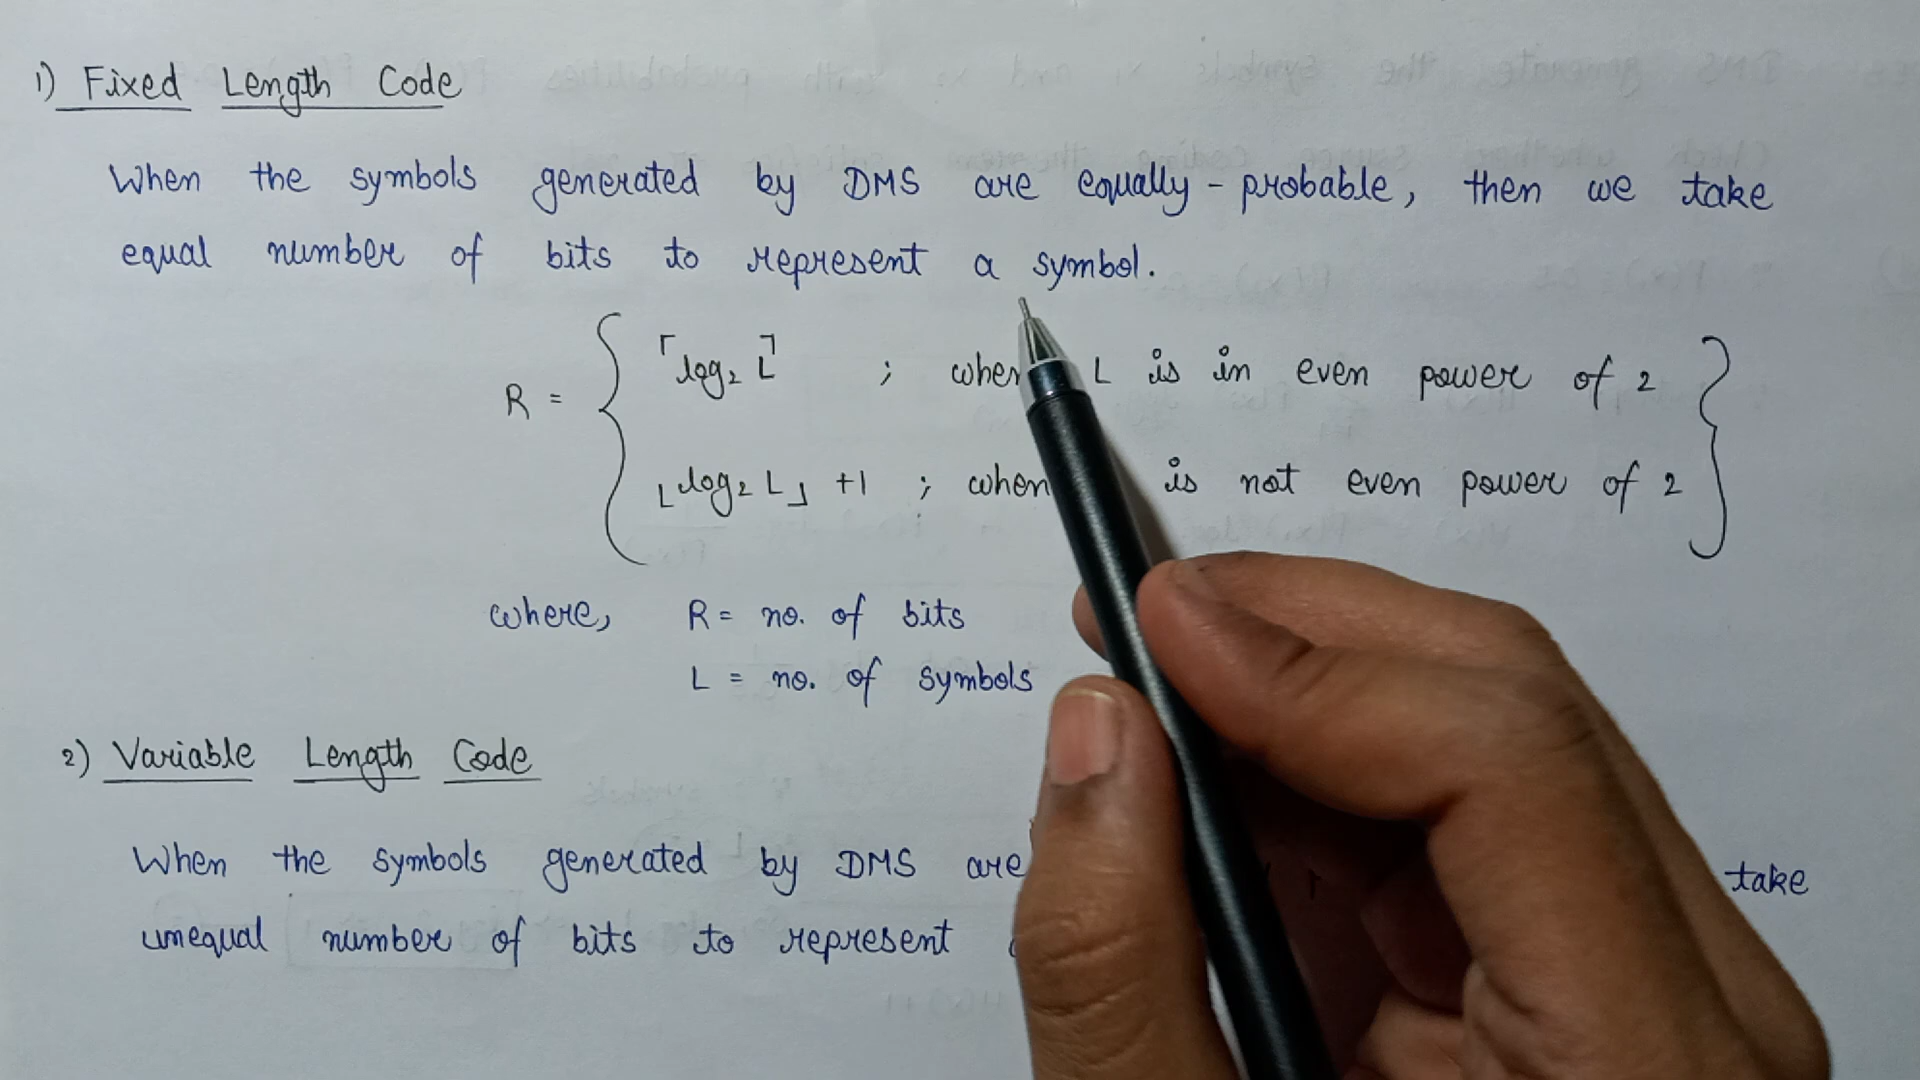 1) Fixed Length Code
When the symbols generated by DMS are equally-probable, then we take
equal number of bits to represent a symbol.
R = { ⌈log₂ L⌉ ; when L is in even power of 2
⌊log₂ L⌋ +1 ; when is not even power of 2 }
where, R = no. of bits
L = no. of symbols
2) Variable Length Code
When the symbols generated by DMS are take
unequal number of bits to represent